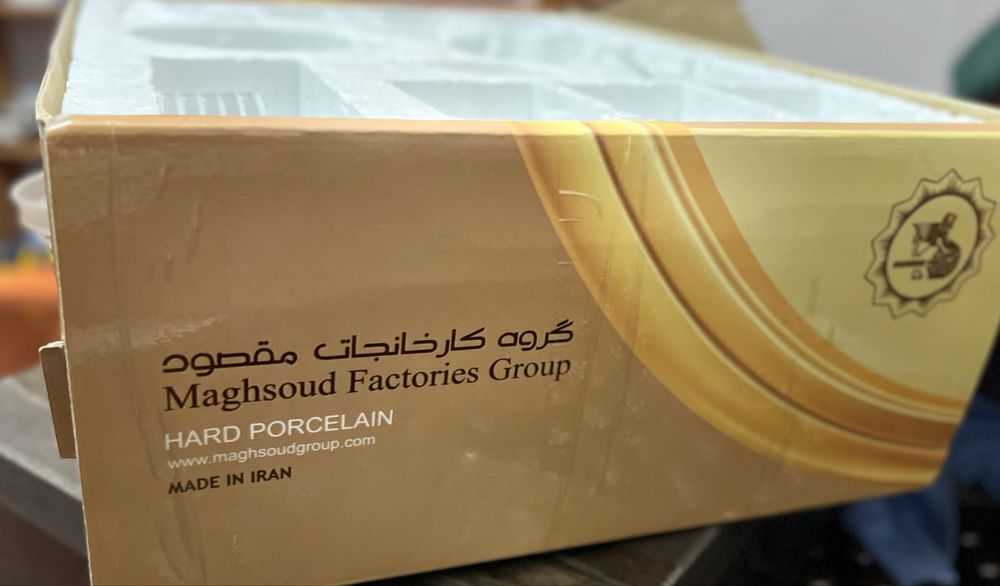 گروه کارخانجات مقصود
Maghsoud Factories Group
HARD PORCELAIN
www.maghsoudgroup.com
MADE IN IRAN